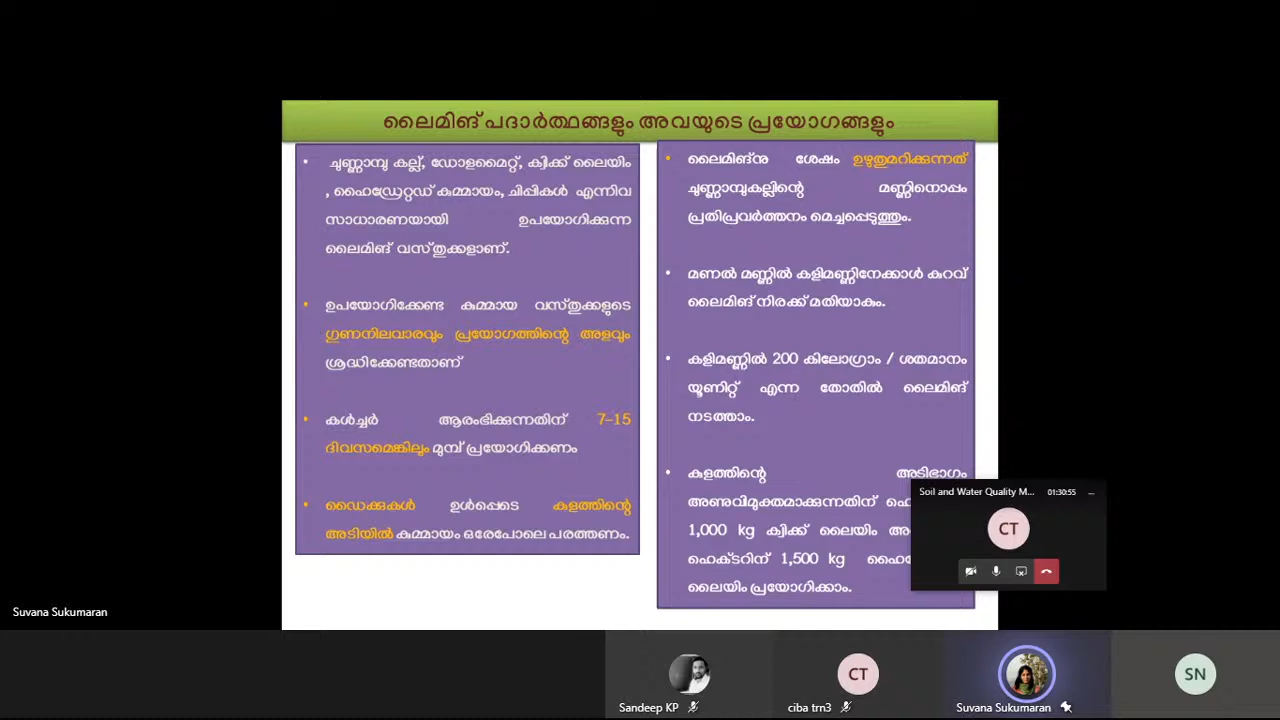 ലൈമിങ് പദാർത്ഥങ്ങളും അവയുടെ പ്രയോഗങ്ങളും
• ചുണ്ണാമ്പു കല്ല്, ഡോളമൈറ്റ്, ക്വിക്ക് ലൈയിം
, ഹൈഡ്രേറ്റഡ് കുമ്മായം, ചിപ്പികൾ എന്നിവ
സാധാരണയായി ഉപയോഗിക്കുന്ന
ലൈമിങ് വസ്തുക്കളാണ്.
• ഉപയോഗിക്കേണ്ട കുമ്മായ വസ്തുക്കളുടെ
ഗുണനിലവാരവും പ്രയോഗത്തിന്റെ അളവും
ശ്രദ്ധിക്കേണ്ടതാണ്
• കൾച്ചർ ആരംഭിക്കുന്നതിന് 7–15
ദിവസമെങ്കിലും മുമ്പ് പ്രയോഗിക്കണം
• ഡൈക്കുകൾ ഉൾപ്പെടെ കുളത്തിന്റെ
അടിയിൽ കുമ്മായം ഒരേപോലെ പരത്തണം.
• ലൈമിങ്നു ശേഷം ഉഴുതുമറിക്കുന്നത്
ചുണ്ണാമ്പുകല്ലിന്റെ മണ്ണിനൊപ്പം
പ്രതിപ്രവർത്തനം മെച്ചപ്പെടുത്തും.
• മണൽ മണ്ണിൽ കളിമണ്ണിനേക്കാൾ കുറവ്
ലൈമിങ് നിരക്ക് മതിയാകും.
• കളിമണ്ണിൽ 200 കിലോഗ്രാം / ശതമാനം
യൂണിറ്റ് എന്ന തോതിൽ ലൈമിങ്
നടത്താം.
• കുളത്തിന്റെ അടിഭാഗം
അണുവിമുക്തമാക്കുന്നതിന്
1,000 kg ക്വിക്ക് ലൈയിം
ഹെക്ടറിന് 1,500 kg
ലൈയിം പ്രയോഗിക്കാം.
Soil and Water Quality M... 01:30:55 ...
CT
Suvana Sukumaran
CT
SN
Sandeep KP
ciba trn3
Suvana Sukumaran